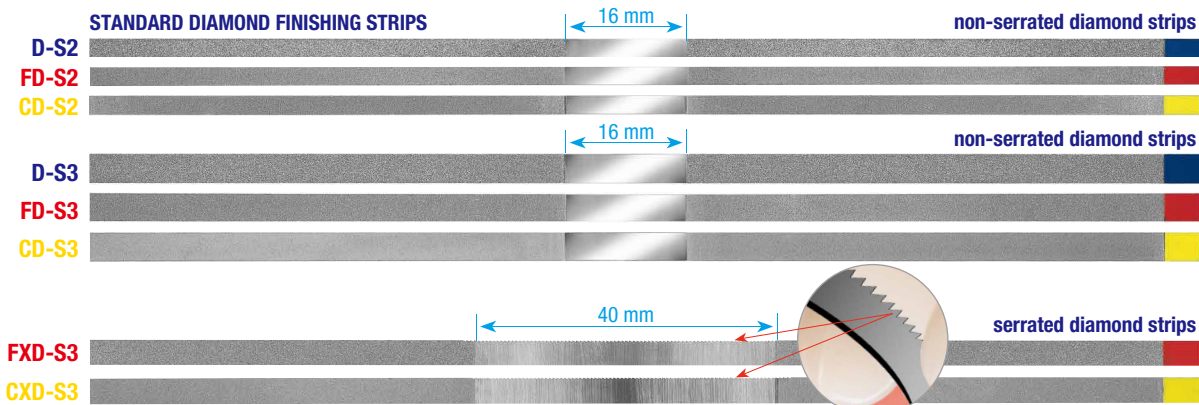 STANDARD DIAMOND FINISHING STRIPS
16 mm
non-serrated diamond strips
D-S2
FD-S2
CD-S2
16 mm
non-serrated diamond strips
D-S3
FD-S3
CD-S3
40 mm
serrated diamond strips
FXD-S3
CXD-S3